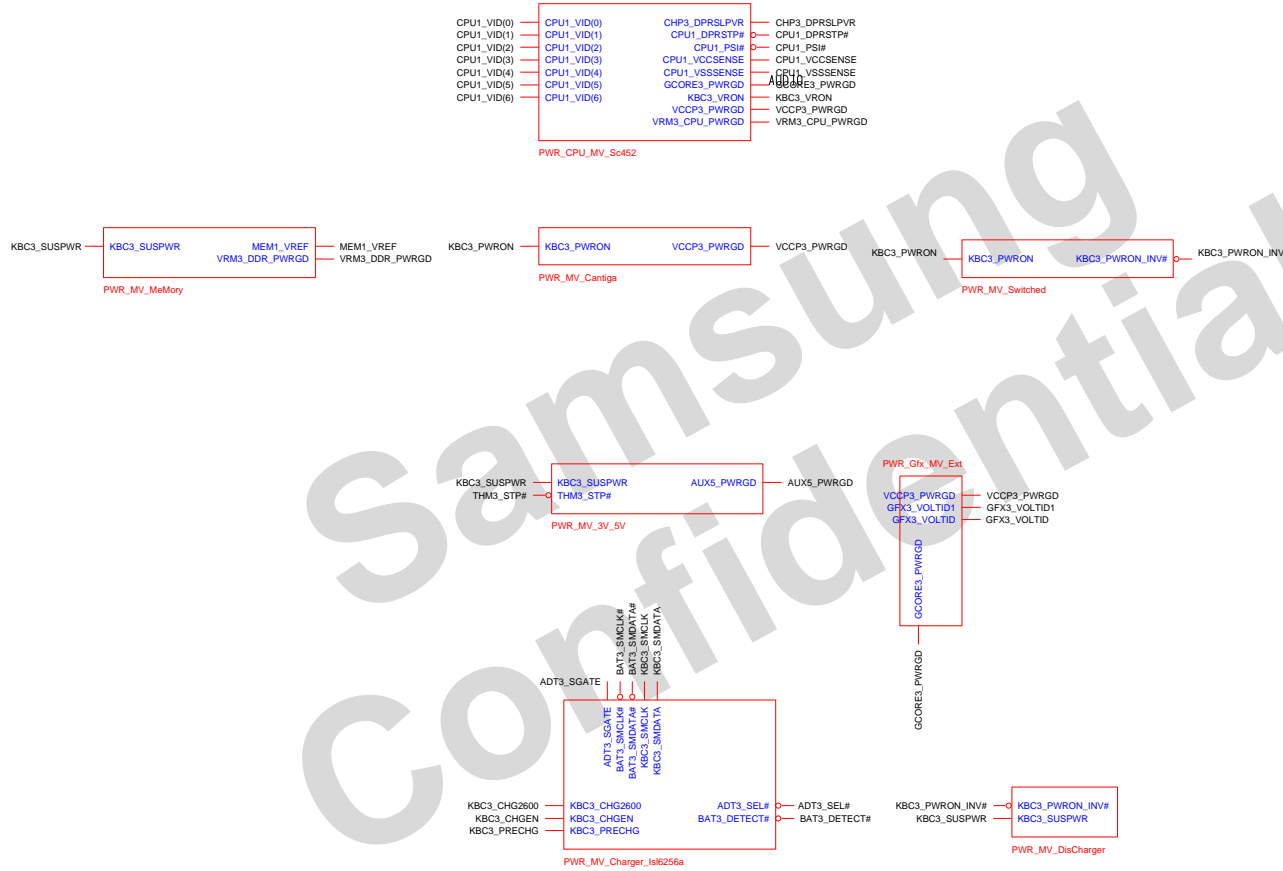 CPU1_VID(0) CPU1_VID(0) CHP3_DPRSLPVR CHP3_DPRSLPVR
CPU1_VID(1) CPU1_VID(1) CPU1_DPRSTP# CPU1_DPRSTP#
CPU1_VID(2) CPU1_VID(2) CPU1_PSI# CPU1_PSI#
CPU1_VID(3) CPU1_VID(3) CPU1_VCCSENSE CPU1_VCCSENSE
CPU1_VID(4) CPU1_VID(4) CPU1_VSSSENSE CPU1_VSSSENSE
AUDIO
CPU1_VID(5) CPU1_VID(5) GCORE3_PWRGD GCORE3_PWRGD
CPU1_VID(6) CPU1_VID(6) KBC3_VRON KBC3_VRON
VCCP3_PWRGD VCCP3_PWRGD
VRM3_CPU_PWRGD VRM3_CPU_PWRGD
PWR_CPU_MV_Sc452
KBC3_SUSPWR KBC3_SUSPWR MEM1_VREF MEM1_VREF
VRM3_DDR_PWRGD VRM3_DDR_PWRGD
PWR_MV_MeMory
KBC3_PWRON KBC3_PWRON VCCP3_PWRGD VCCP3_PWRGD
PWR_MV_Cantiga
KBC3_PWRON KBC3_PWRON KBC3_PWRON_INV# KBC3_PWRON_INV
PWR_MV_Switched
Samsung
Confidential
KBC3_SUSPWR KBC3_SUSPWR AUX5_PWRGD AUX5_PWRGD
THM3_STP# THM3_STP#
PWR_MV_3V_5V
PWR_Gfx_MV_Ext
VCCP3_PWRGD VCCP3_PWRGD
GFX3_VOLTID1 GFX3_VOLTID1
GFX3_VOLTID GFX3_VOLTID
GCORE3_PWRGD
GCORE3_PWRGD
ADT3_SGATE
BAT3_SMCLK#
BAT3_SMDATA#
KBC3_SMCLK
KBC3_SMDATA
ADT3_SGATE
BAT3_SMCLK#
BAT3_SMDATA#
KBC3_SMCLK
KBC3_SMDATA
KBC3_CHG2600 KBC3_CHG2600 ADT3_SEL# ADT3_SEL#
KBC3_CHGEN KBC3_CHGEN BAT3_DETECT# BAT3_DETECT#
KBC3_PRECHG KBC3_PRECHG
PWR_MV_Charger_Isl6256a
KBC3_PWRON_INV# KBC3_PWRON_INV#
KBC3_SUSPWR KBC3_SUSPWR
PWR_MV_DisCharger